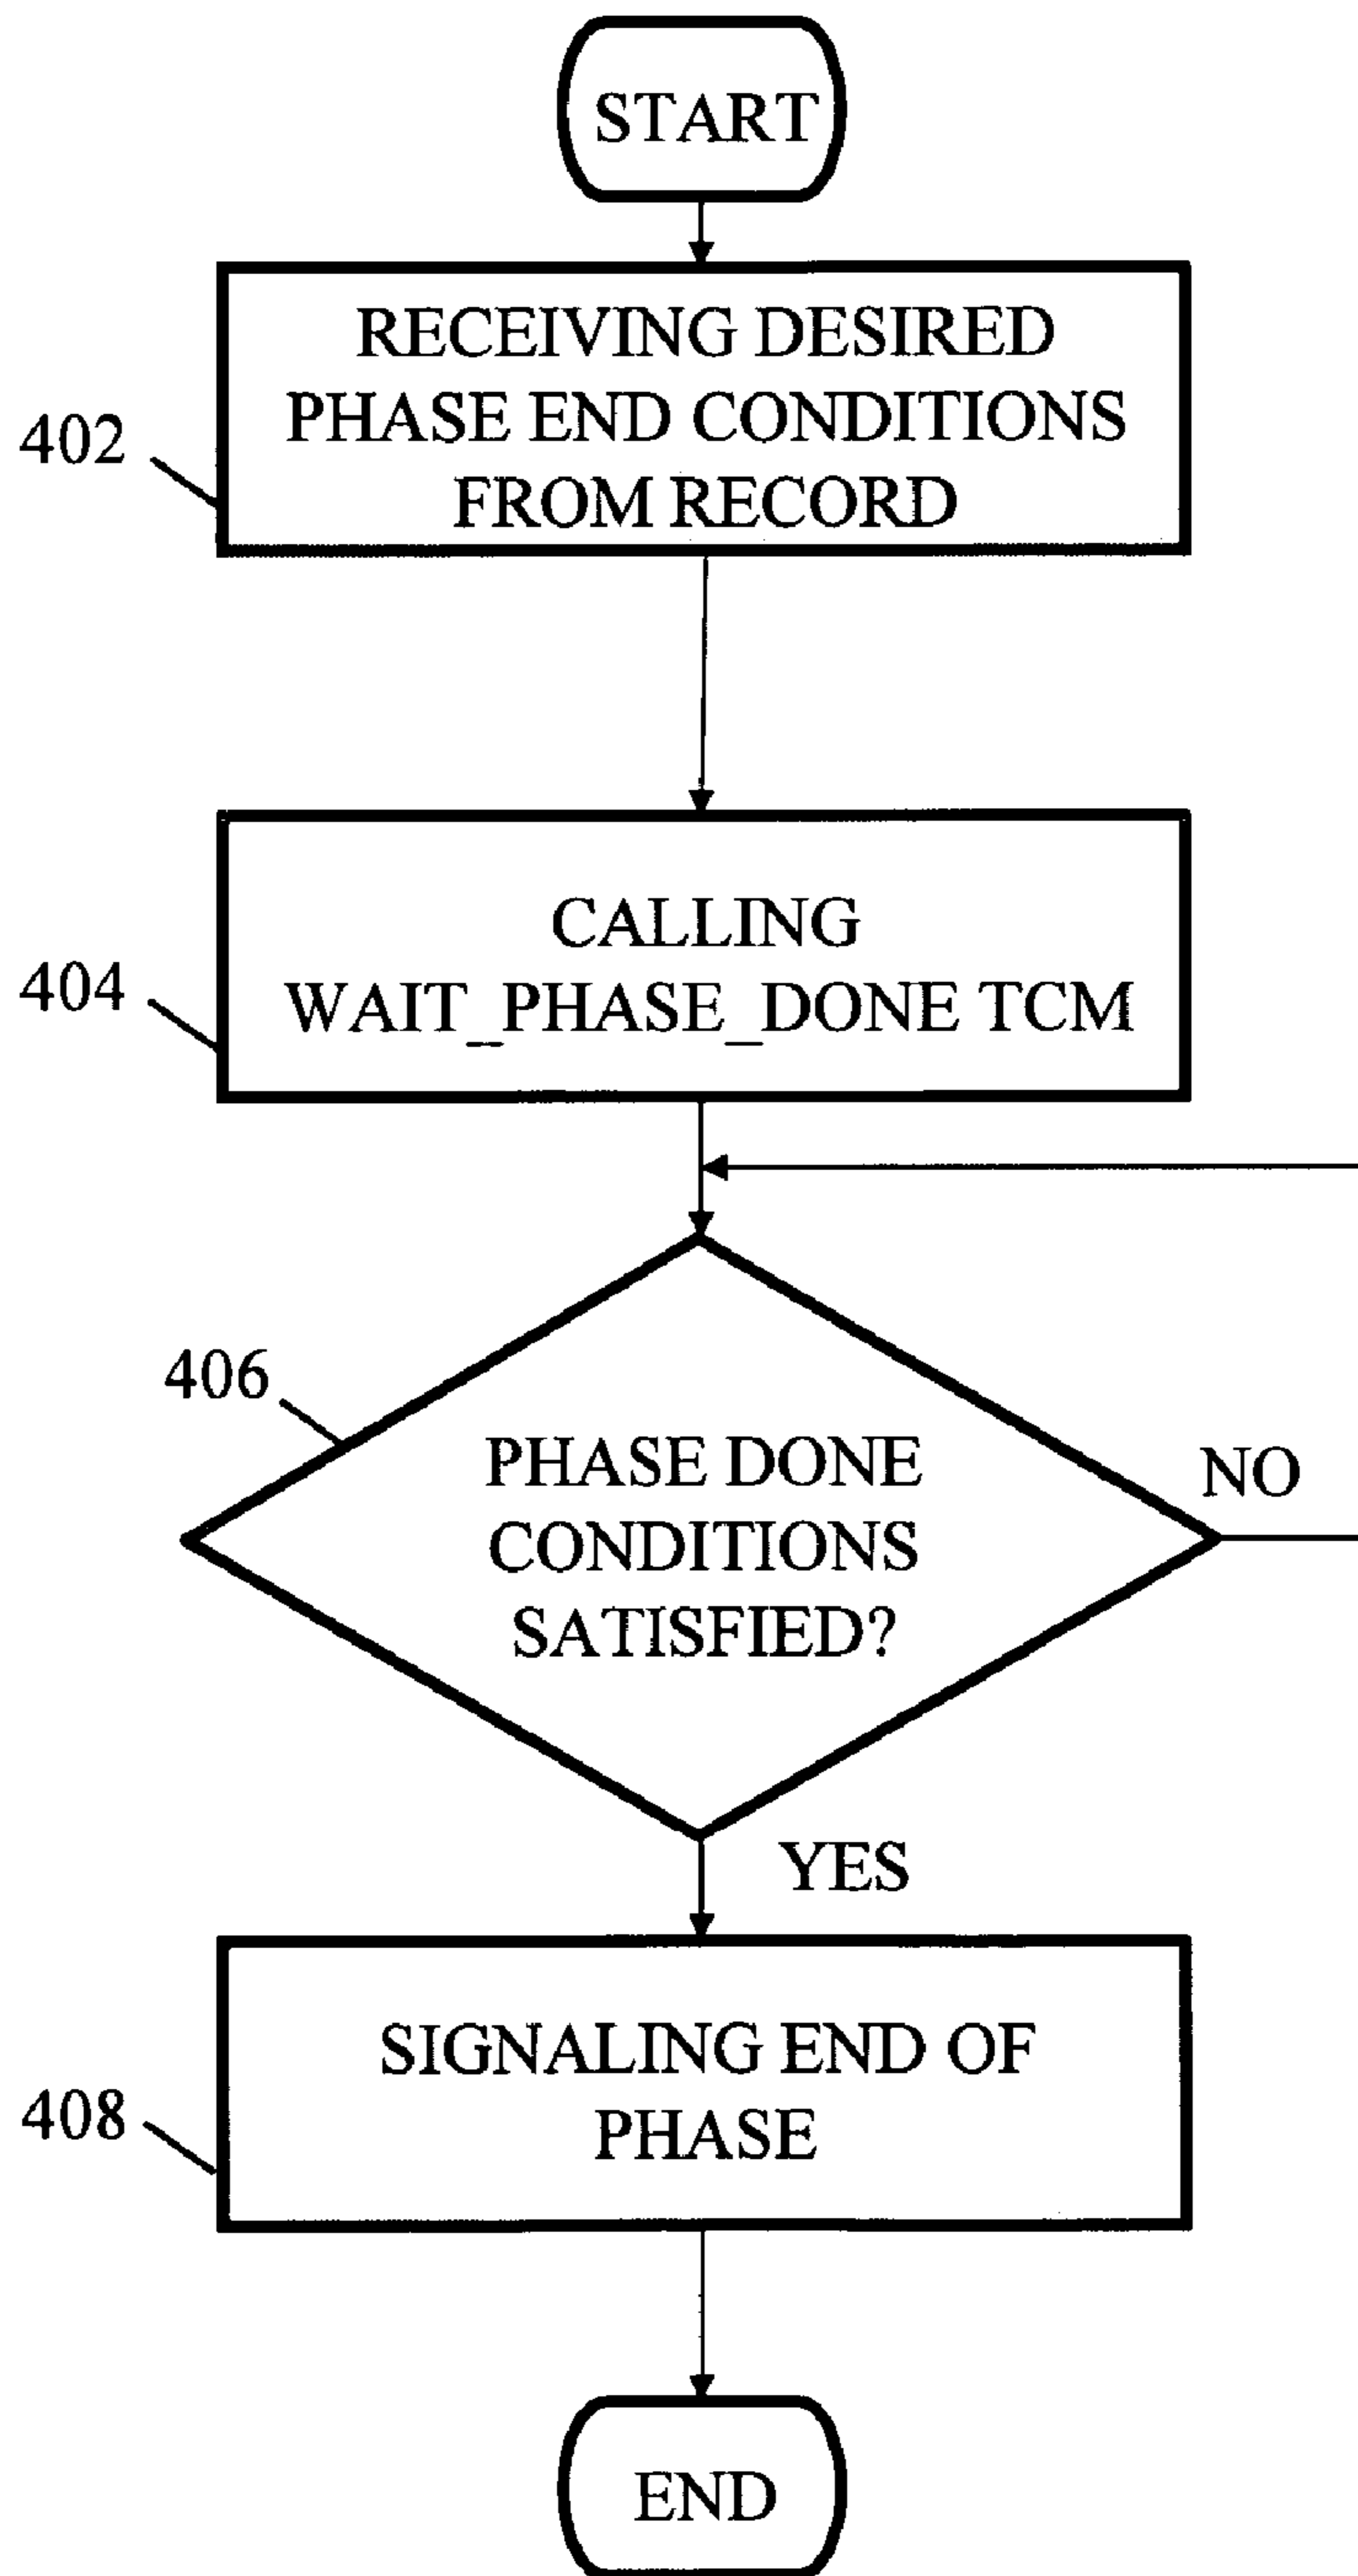 START
RECEIVING DESIRED
PHASE END CONDITIONS
FROM RECORD
402
CALLING
WAIT_PHASE_DONE TCM
404
406
PHASE DONE
CONDITIONS
SATISFIED?
NO
YES
SIGNALING END OF
PHASE
408
END